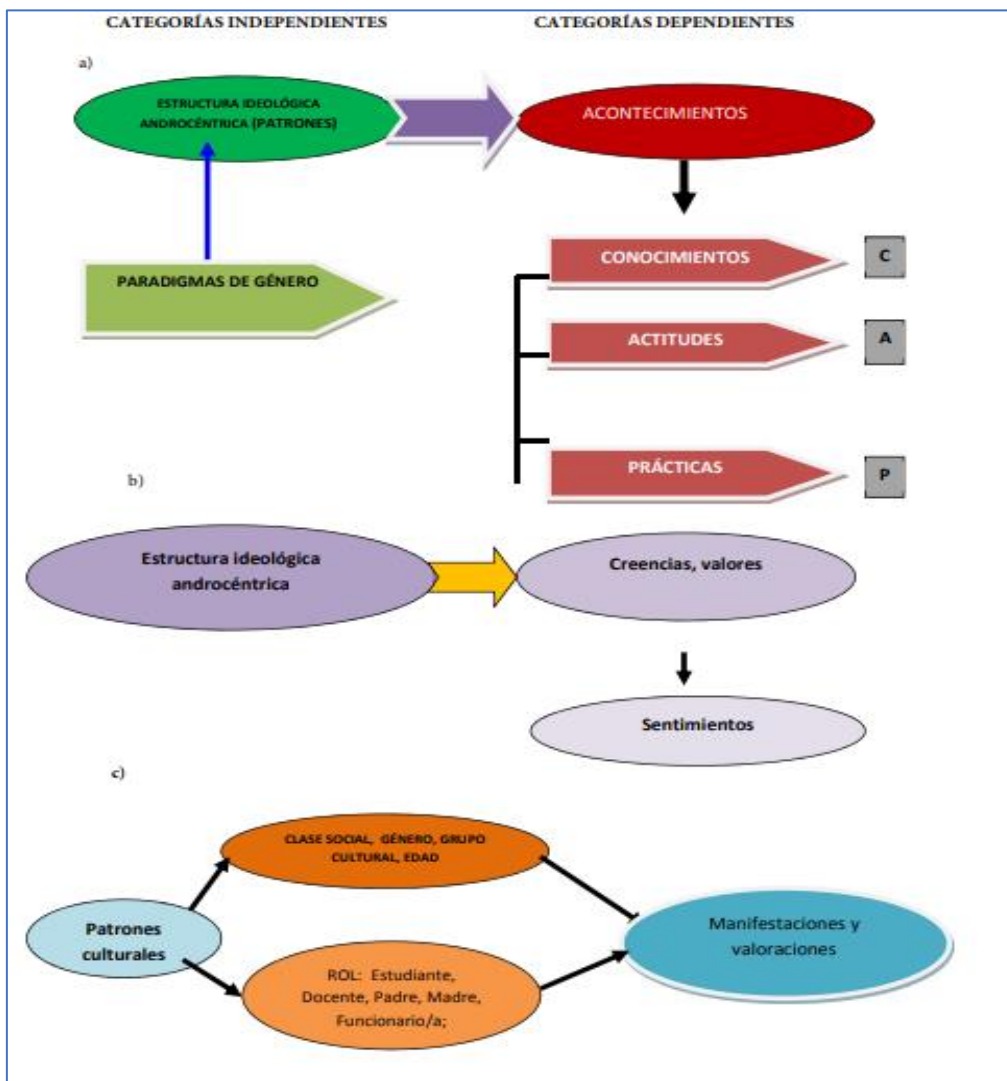 CATEGORÍAS INDEPENDIENTES
CATEGORÍAS DEPENDIENTES
a)
ESTRUCTURA IDEOLÓGICA
ANDROCÉNTRICA (PATRONES)
ACONTECIMIENTOS
PARADIGMAS DE GÉNERO
CONOCIMIENTOS
C
ACTITUDES
A
PRÁCTICAS
P
b)
Estructura ideológica
androcéntrica
Creencias, valores
Sentimientos
c)
CLASE SOCIAL, GÉNERO, GRUPO
CULTURAL, EDAD
Patrones
culturales
ROL: Estudiante,
Docente, Padre, Madre,
Funcionario/a;
Manifestaciones y
valoraciones